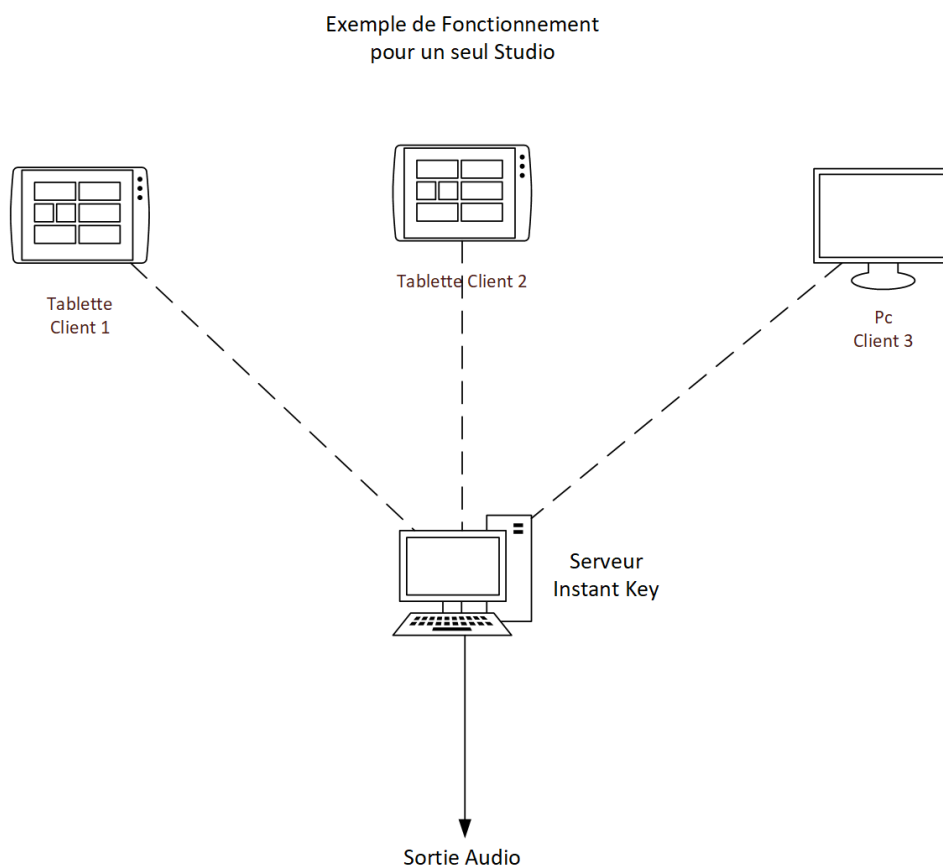 Exemple de Fonctionnement
pour un seul Studio
Tablette
Client 1
Tablette Client 2
Pc
Client 3
Serveur
Instant Key
Sortie Audio